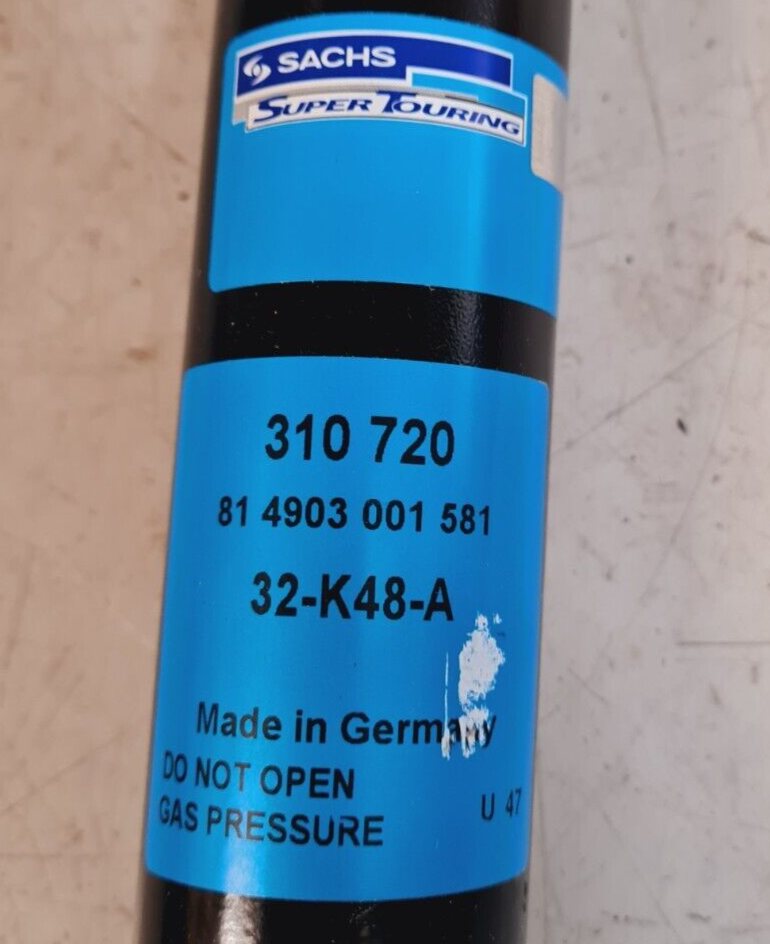 SACHS
SUPER TOURING
310 720
81 4903 001 581
32-K48-A
Made in Germany
DO NOT OPEN
GAS PRESSURE
U 47